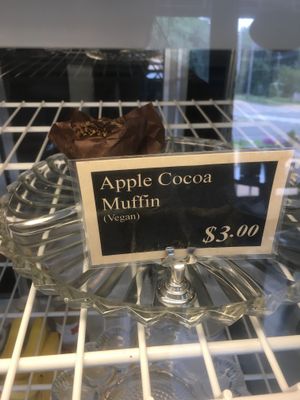 Apple Cocoa
Muffin
(Vegan)
$3.00